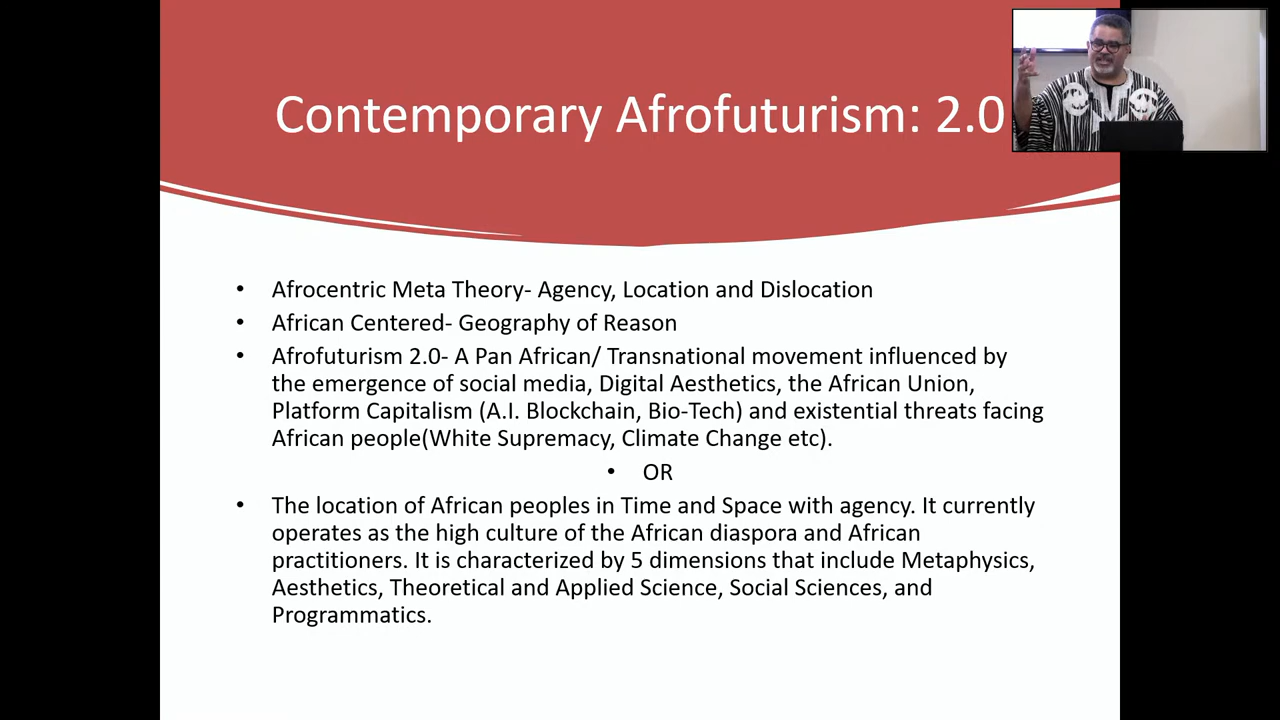 Contemporary Afrofuturism: 2.0
• Afrocentric Meta Theory- Agency, Location and Dislocation
• African Centered- Geography of Reason
• Afrofuturism 2.0- A Pan African/ Transnational movement influenced by
the emergence of social media, Digital Aesthetics, the African Union,
Platform Capitalism (A.I. Blockchain, Bio-Tech) and existential threats facing
African people(White Supremacy, Climate Change etc).
• OR
• The location of African peoples in Time and Space with agency. It currently
operates as the high culture of the African diaspora and African
practitioners. It is characterized by 5 dimensions that include Metaphysics,
Aesthetics, Theoretical and Applied Science, Social Sciences, and
Programmatics.